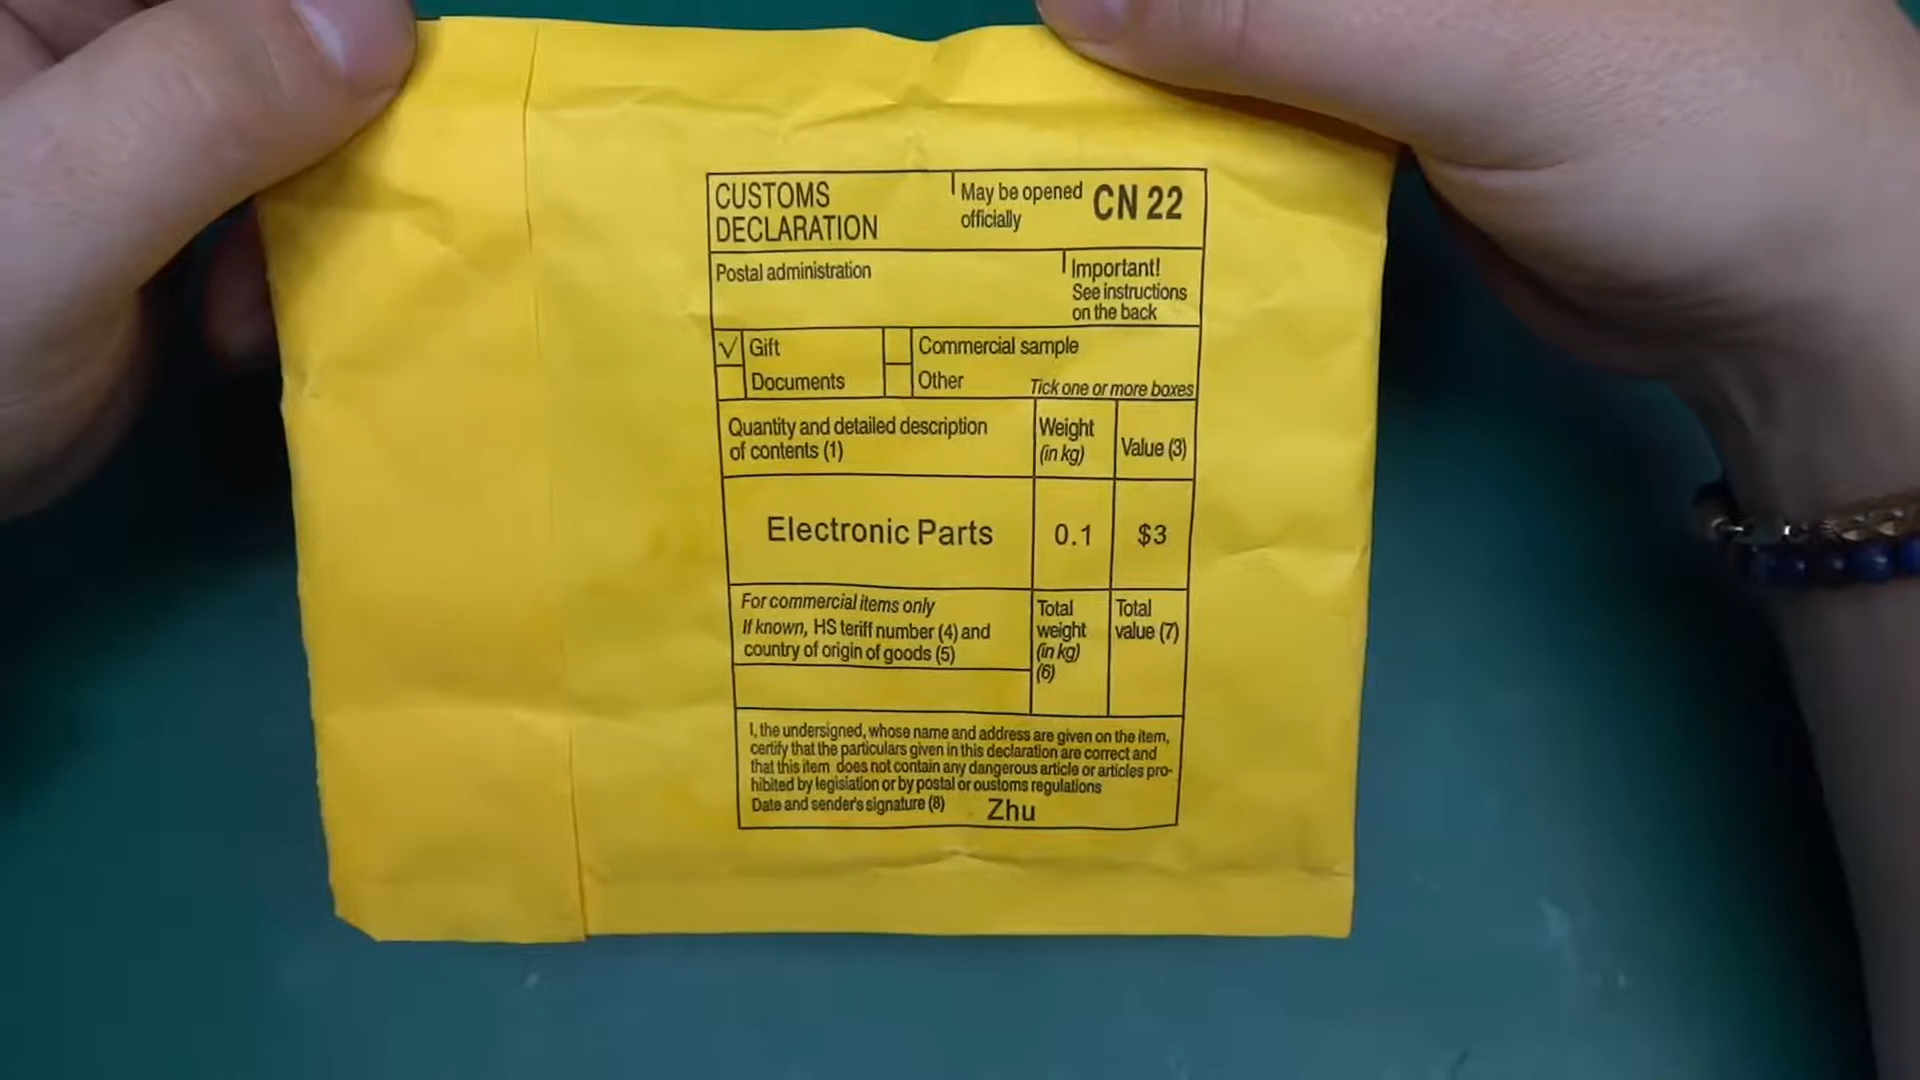 CUSTOMS
DECLARATION
May be opened
officially
CN 22
Postal administration
Important!
See instructions
on the back
√ Gift
Commercial sample
Documents
Other
Tick one or more boxes
Quantity and detailed description
of contents (1)
Weight
(in kg)
Value (3)
Electronic Parts
0.1
$3
For commercial items only
If known, HS teriff number (4) and
country of origin of goods (5)
Total
weight
(in kg)
(6)
Total
value (7)
I, the undersigned, whose name and address are given on the item,
certify that the particulars given in this declaration are correct and
that this item does not contain any dangerous article or articles pro-
hibited by legisiation or by postal or oustoms regulations
Date and sender's signature (8) Zhu